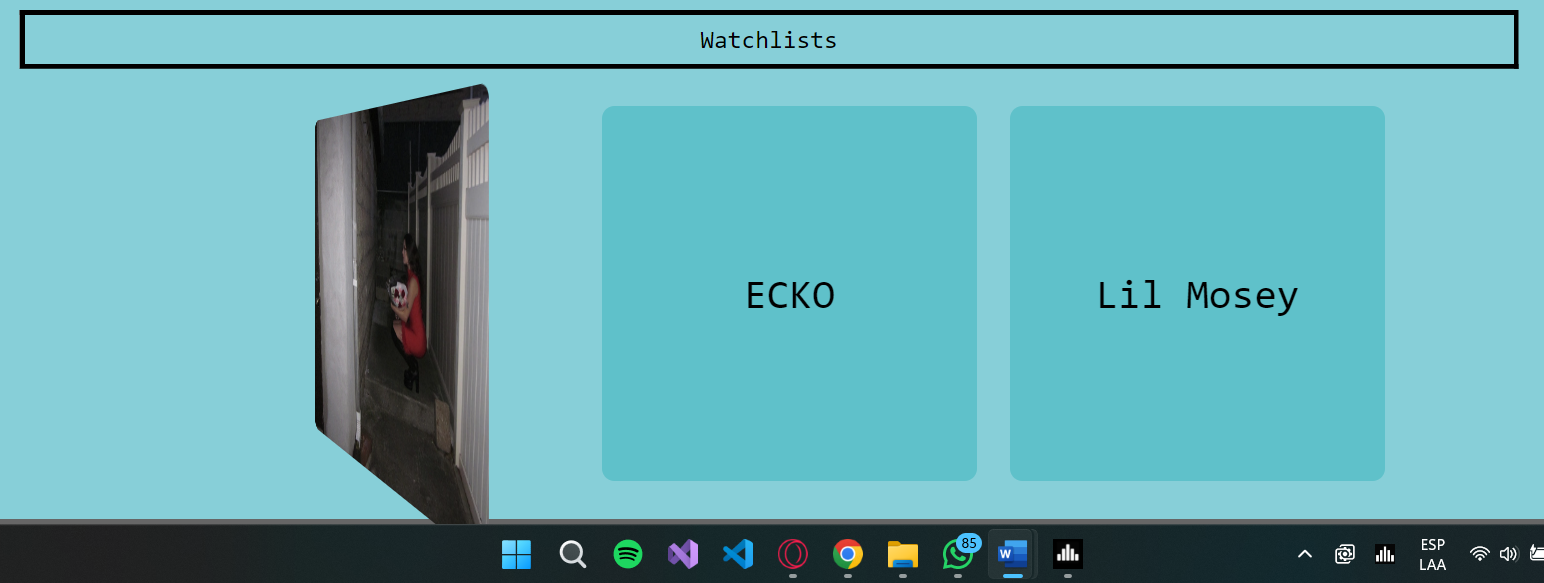 Watchlists
ECKO
Lil Mosey
85
W
ESP
LAA